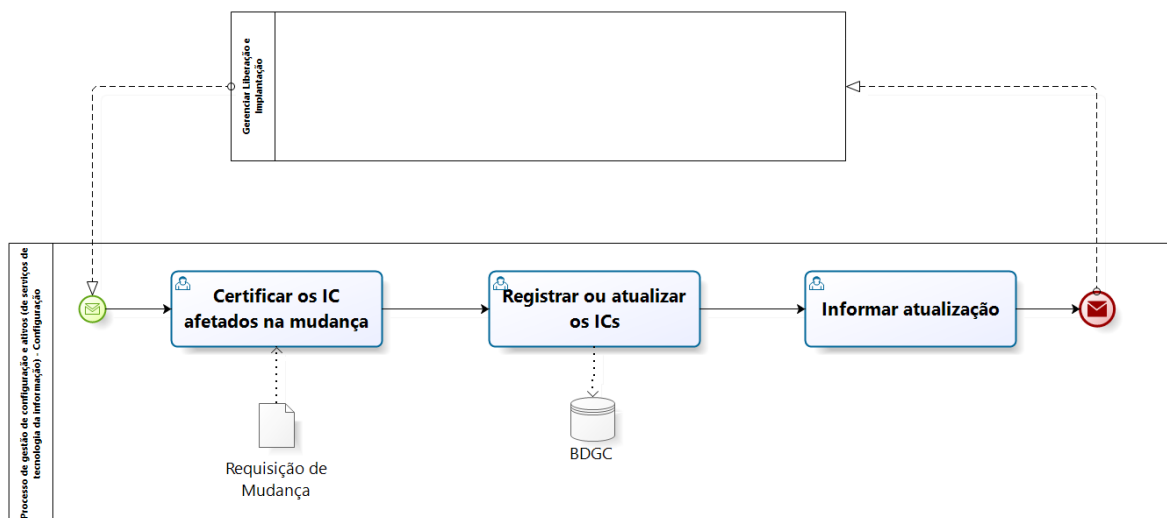 Gerenciar Liberação e
Implantação
Processo de gestão de configuração e ativos (de serviços de
tecnologia da informação) - Configuração
Certificar os IC
afetados na mudança
Registrar ou atualizar
os ICs
Informar atualização
Requisição de
Mudança
BDGC